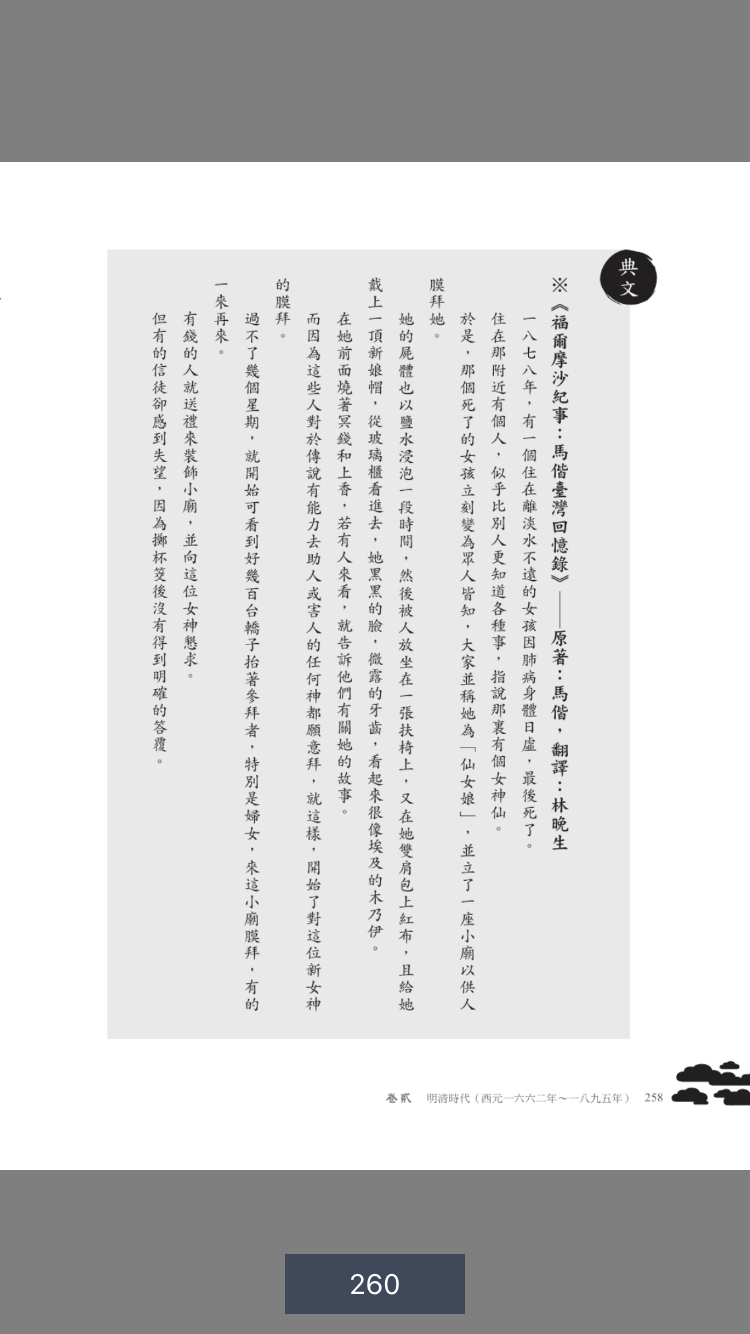 典文
※《福爾摩沙紀事：馬偕臺灣回憶錄》——原著：馬偕，翻譯：林晚生
一八七八年，有一個住在離淡水不遠的女孩因肺病身體日虛，最後死了。
住在那附近有個人，似乎比別人更知道各種事，指說那裏有個女神仙。
於是，那個死了的女孩立刻變為眾人皆知，大家並稱她為「仙女娘」，並立了一座小廟以供人
膜拜她。
她的屍體也以鹽水浸泡一段時間，然後被人放坐在一張扶椅上，又在她雙肩包上紅布，且給她
戴上一頂新娘帽，從玻璃櫃看進去，她黑黑的臉，微露的牙齒，看起來很像埃及的木乃伊。
在她前面燒著冥錢和上香，若有人來看，就告訴他們有關她的故事。
而因為這些人對於傳說有能力去助人或害人的任何神都願意拜，就這樣，開始了對這位新女神
的膜拜。
過不了幾個星期，就開始可看到好幾百台轎子抬著參拜者，特別是婦女，來這小廟膜拜，有的
一來再來。
有錢的人就送禮來裝飾小廟，並向這位女神懇求。
但有的信徒卻感到失望，因為擲杯筊後沒有得到明確的答覆。
卷貳 明清時代（西元一六六二年～一八九五年） 258
260